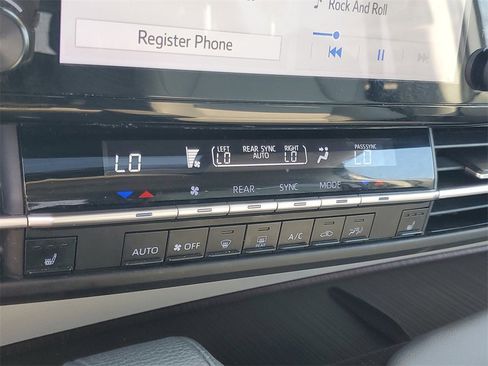 Rock And Roll
Register Phone
LO
LEFT
LO
REAR SYNC
AUTO
RIGHT
LO
PASS SYNC
LO
REAR
SYNC
MODE
AUTO
OFF
REAR
A/C